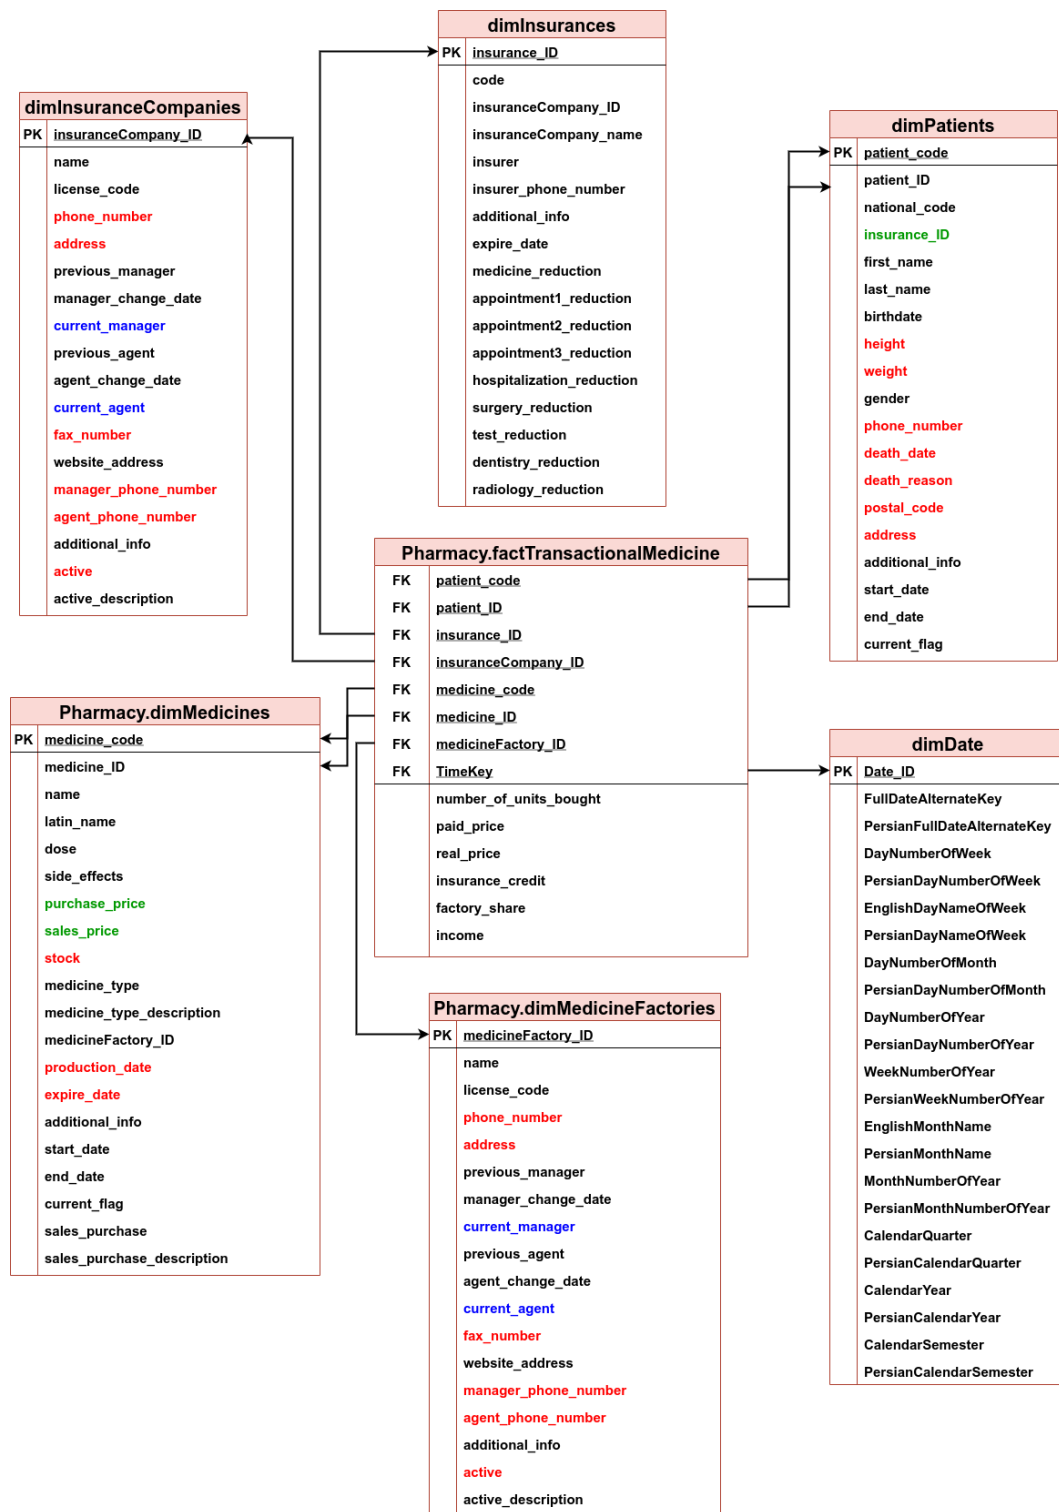 dimInsurances
PK insurance_ID
code
insuranceCompany_ID
insuranceCompany_name
insurer
insurer_phone_number
additional_info
expire_date
medicine_reduction
appointment1_reduction
appointment2_reduction
appointment3_reduction
hospitalization_reduction
surgery_reduction
test_reduction
dentistry_reduction
radiology_reduction
dimInsuranceCompanies
PK insuranceCompany_ID
name
license_code
phone_number
address
previous_manager
manager_change_date
current_manager
previous_agent
agent_change_date
current_agent
fax_number
website_address
manager_phone_number
agent_phone_number
additional_info
active
active_description
dimPatients
PK patient_code
patient_ID
national_code
insurance_ID
first_name
last_name
birthdate
height
weight
gender
phone_number
death_date
death_reason
postal_code
address
additional_info
start_date
end_date
current_flag
Pharmacy.factTransactionalMedicine
FK patient_code
FK patient_ID
FK insurance_ID
FK insuranceCompany_ID
FK medicine_code
FK medicine_ID
FK medicineFactory_ID
FK TimeKey
number_of_units_bought
paid_price
real_price
insurance_credit
factory_share
income
Pharmacy.dimMedicines
PK medicine_code
medicine_ID
name
latin_name
dose
side_effects
purchase_price
sales_price
stock
medicine_type
medicine_type_description
medicineFactory_ID
production_date
expire_date
additional_info
start_date
end_date
current_flag
sales_purchase
sales_purchase_description
dimDate
PK Date_ID
FullDateAlternateKey
PersianFullDateAlternateKey
DayNumberOfWeek
PersianDayNumberOfWeek
EnglishDayNameOfWeek
PersianDayNameOfWeek
DayNumberOfMonth
PersianDayNumberOfMonth
DayNumberOfYear
PersianDayNumberOfYear
WeekNumberOfYear
PersianWeekNumberOfYear
EnglishMonthName
PersianMonthName
MonthNumberOfYear
PersianMonthNumberOfYear
CalendarQuarter
PersianCalendarQuarter
CalendarYear
PersianCalendarYear
CalendarSemester
PersianCalendarSemester
Pharmacy.dimMedicineFactories
PK medicineFactory_ID
name
license_code
phone_number
address
previous_manager
manager_change_date
current_manager
previous_agent
agent_change_date
current_agent
fax_number
website_address
manager_phone_number
agent_phone_number
additional_info
active
active_description